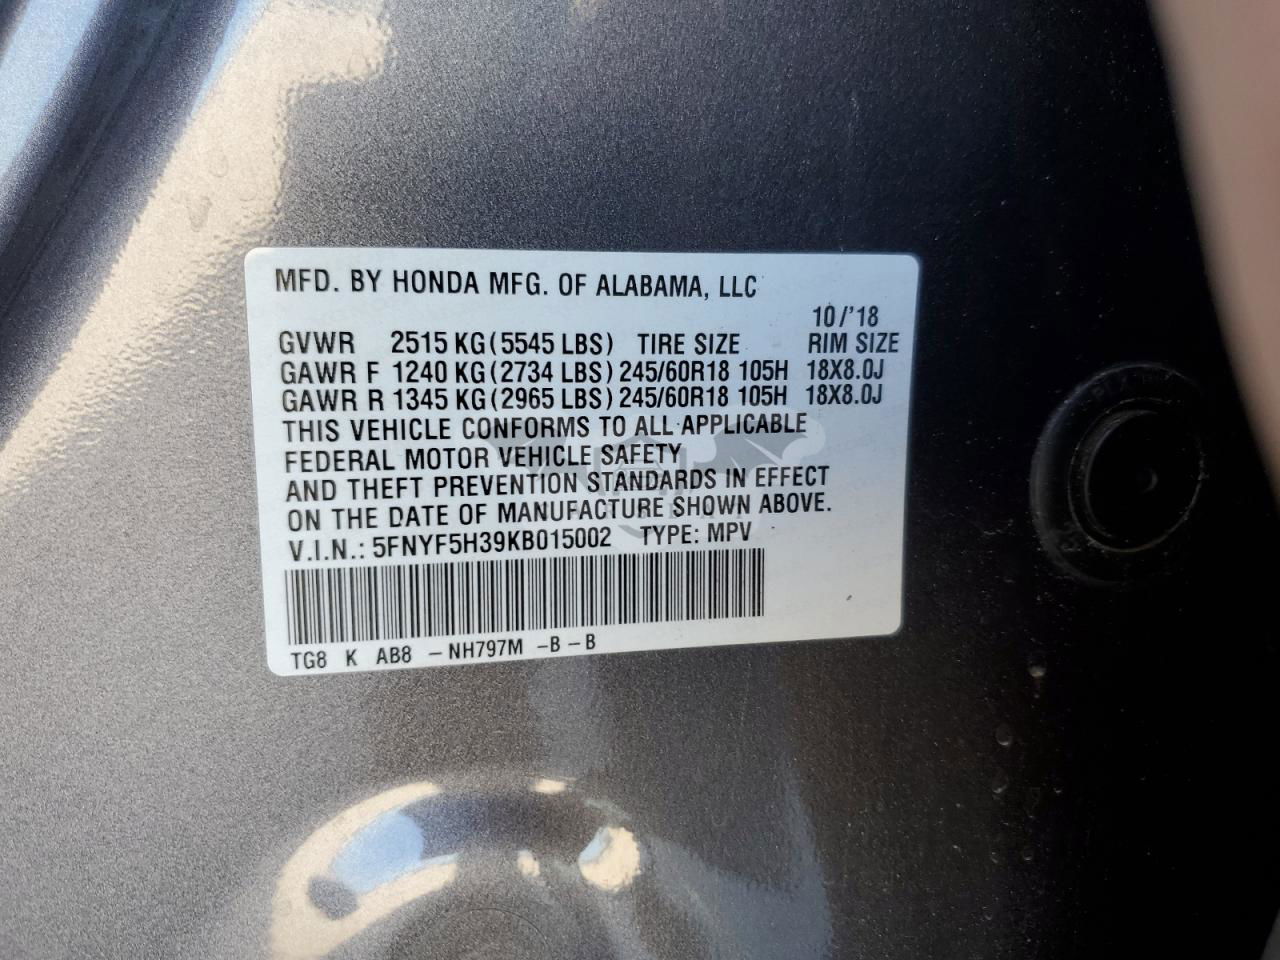 MFD. BY HONDA MFG. OF ALABAMA, LLC
10/'18
GVWR 2515 KG (5545 LBS) TIRE SIZE RIM SIZE
GAWR F 1240 KG (2734 LBS) 245/60R18 105H 18X8.0J
GAWR R 1345 KG (2965 LBS) 245/60R18 105H 18X8.0J
THIS VEHICLE CONFORMS TO ALL APPLICABLE
FEDERAL MOTOR VEHICLE SAFETY
AND THEFT PREVENTION STANDARDS IN EFFECT
ON THE DATE OF MANUFACTURE SHOWN ABOVE.
V.I.N.: 5FNYF5H39KB015002 TYPE: MPV
TG8 K AB8 -NH797M -B-B